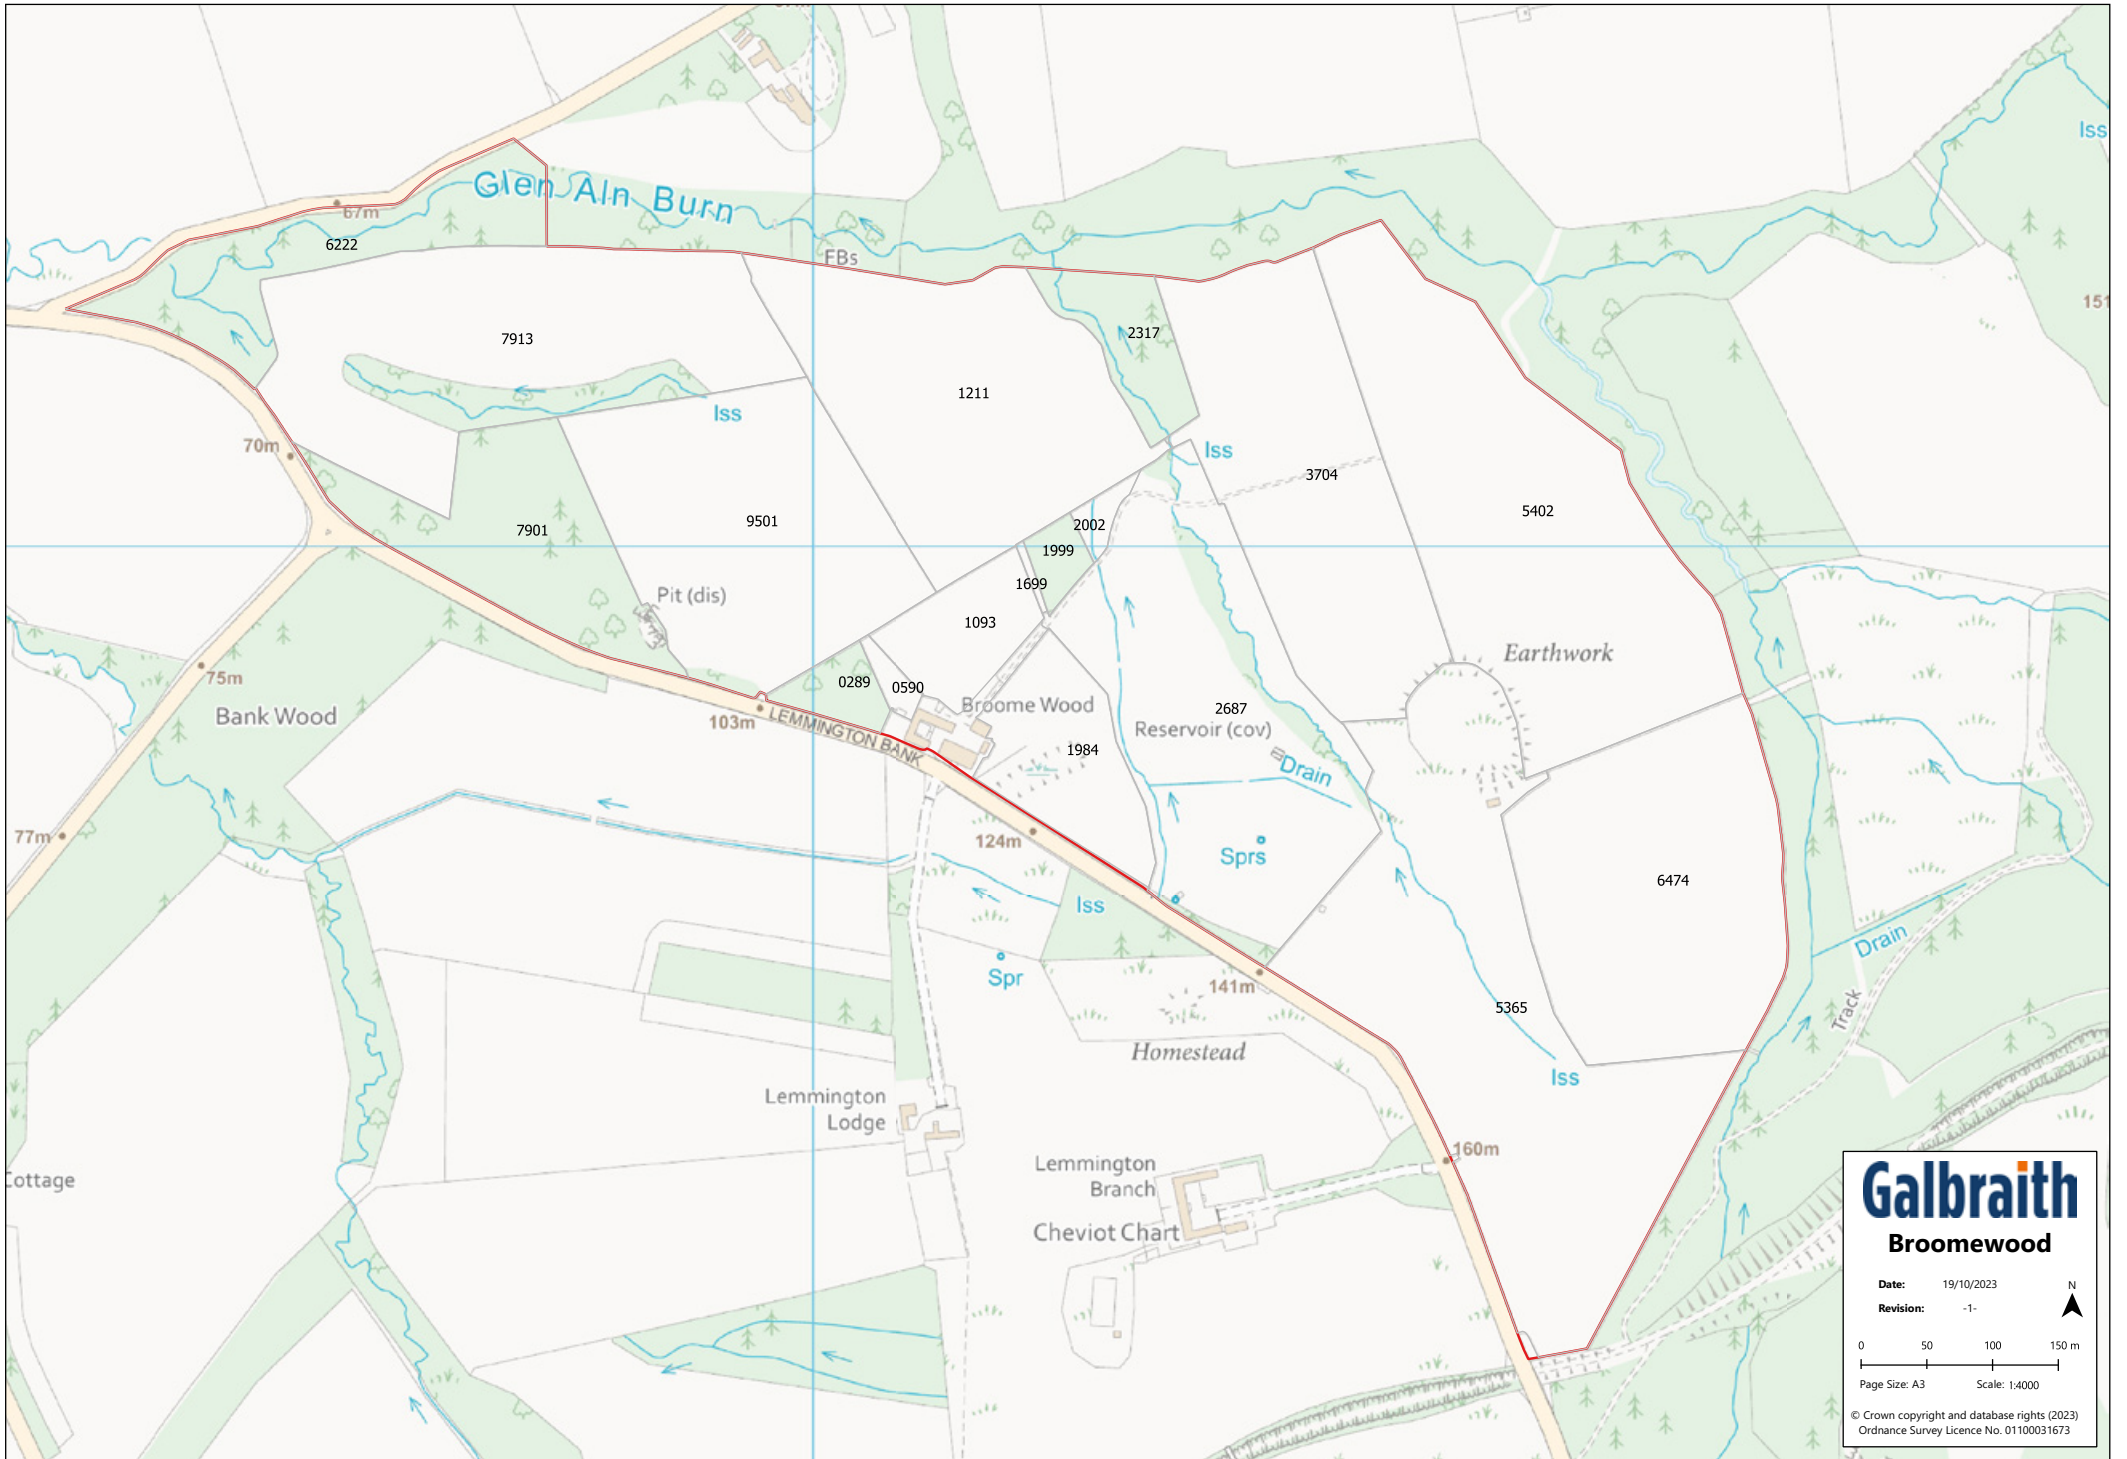 Iss
Glen Aln Burn
67m
6222
FBs
151
7913
2317
1211
Iss
70m
Iss
3704
5402
9501
7901
2002
1999
1699
Pit (dis)
1093
Earthwork
75m
0289
0590
Broome Wood
2687
Bank Wood
103m
LEMMINGTON BANK
Reservoir (cov)
1984
Drain
77m
124m
Sprs
6474
Iss
Drain
Spr
141m
5365
Track
Homestead
Iss
Lemmington
Lodge
160m
Lemmington
Branch
Cottage
Cheviot Chart
Galbraith
Broomewood
Date: 19/10/2023
N
Revision: -1-
0 50 100 150 m
Page Size: A3 Scale: 1:4000
© Crown copyright and database rights (2023)
Ordnance Survey Licence No. 01100031673